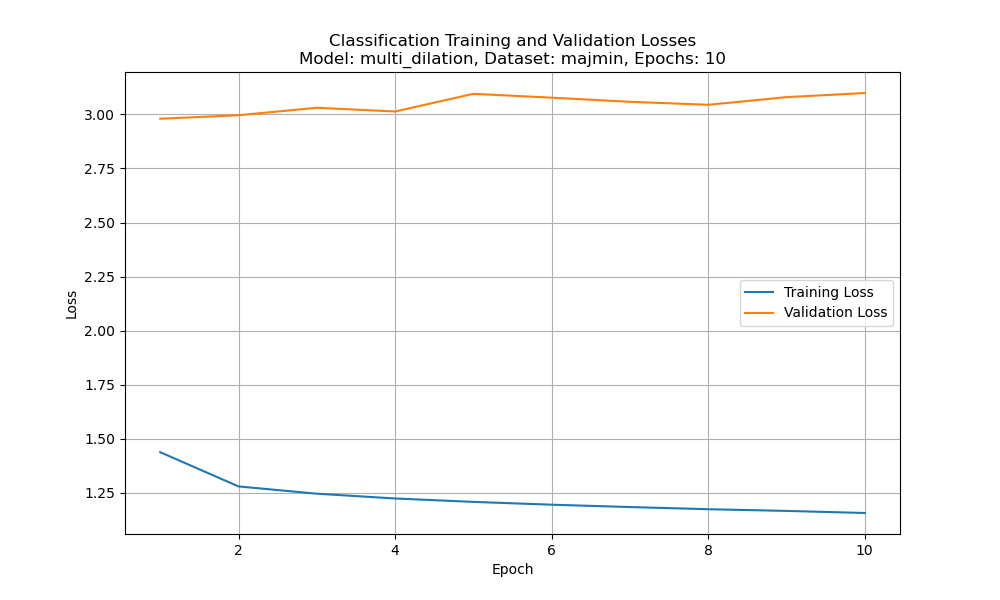 Classification Training and Validation Losses
Model: multi_dilation, Dataset: majmin, Epochs: 10
3.00
2.75
2.50
2.25
2.00
1.75
1.50
1.25
Loss
Training Loss
Validation Loss
2
4
6
8
10
Epoch